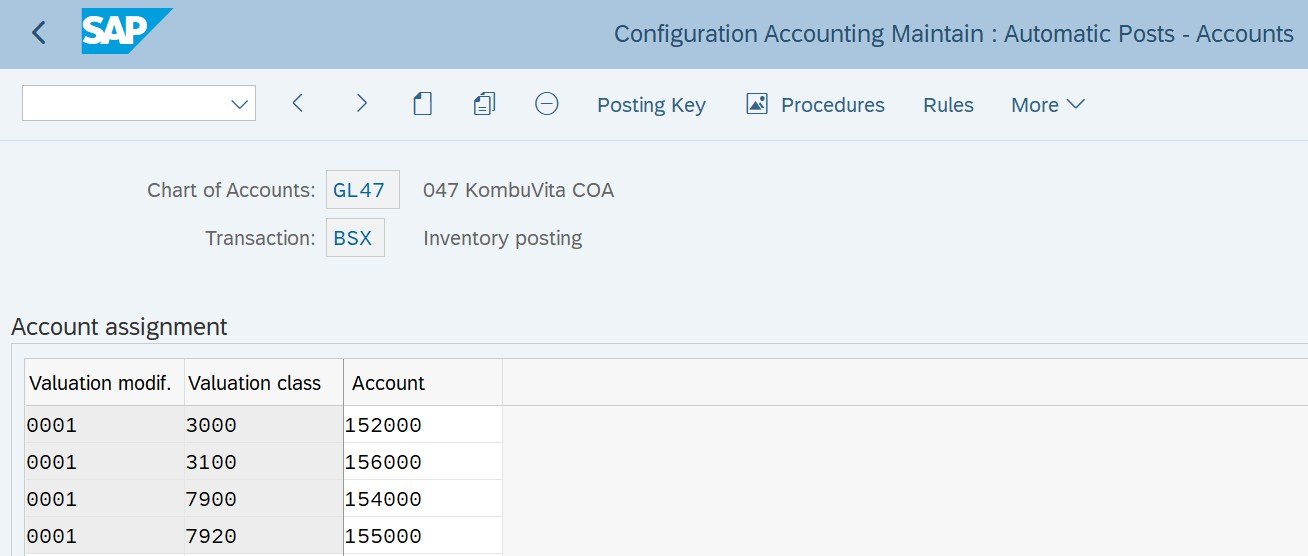 SAP Configuration Accounting Maintain : Automatic Posts - Accounts
Posting Key Procedures Rules More
Chart of Accounts: GL47 047 KombuVita COA
Transaction: BSX Inventory posting
Account assignment
Valuation modif. Valuation class Account
0001 3000 152000
0001 3100 156000
0001 7900 154000
0001 7920 155000